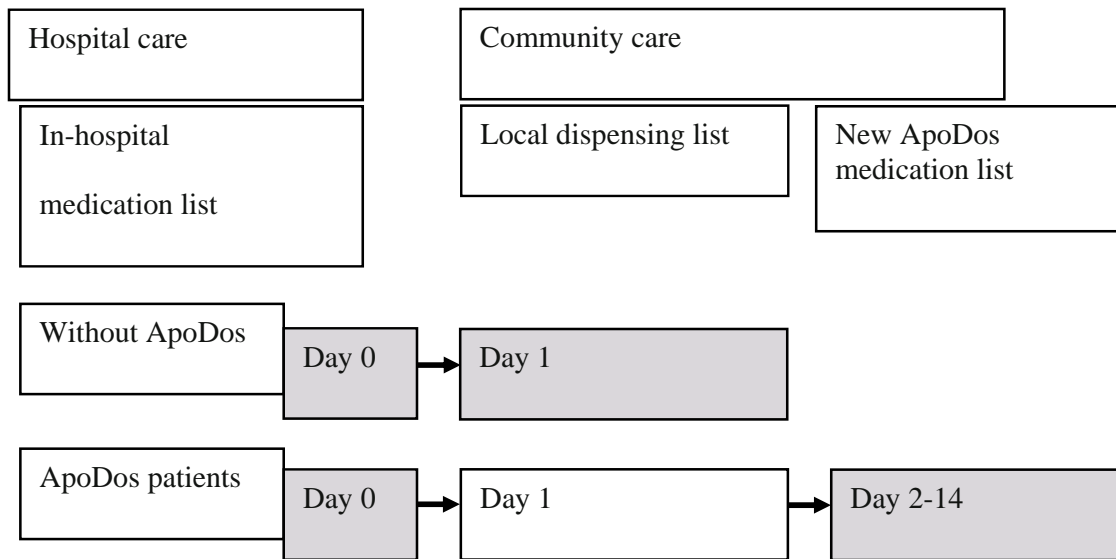 Hospital care
Community care
In-hospital
medication list
Local dispensing list
New ApoDos
medication list
Without ApoDos
Day 0
Day 1
ApoDos patients
Day 0
Day 1
Day 2-14